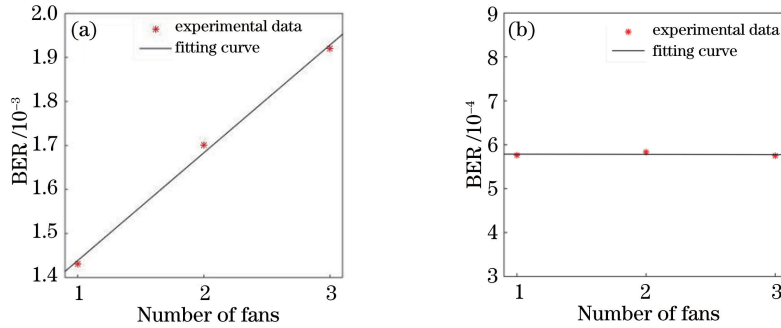 (a)
experimental data
fitting curve
BER /10⁻³
2.0
1.9
1.8
1.7
1.6
1.5
1.4
1
2
3
Number of fans
(b)
experimental data
fitting curve
BER /10⁻⁴
9
8
7
6
5
4
3
1
2
3
Number of fans